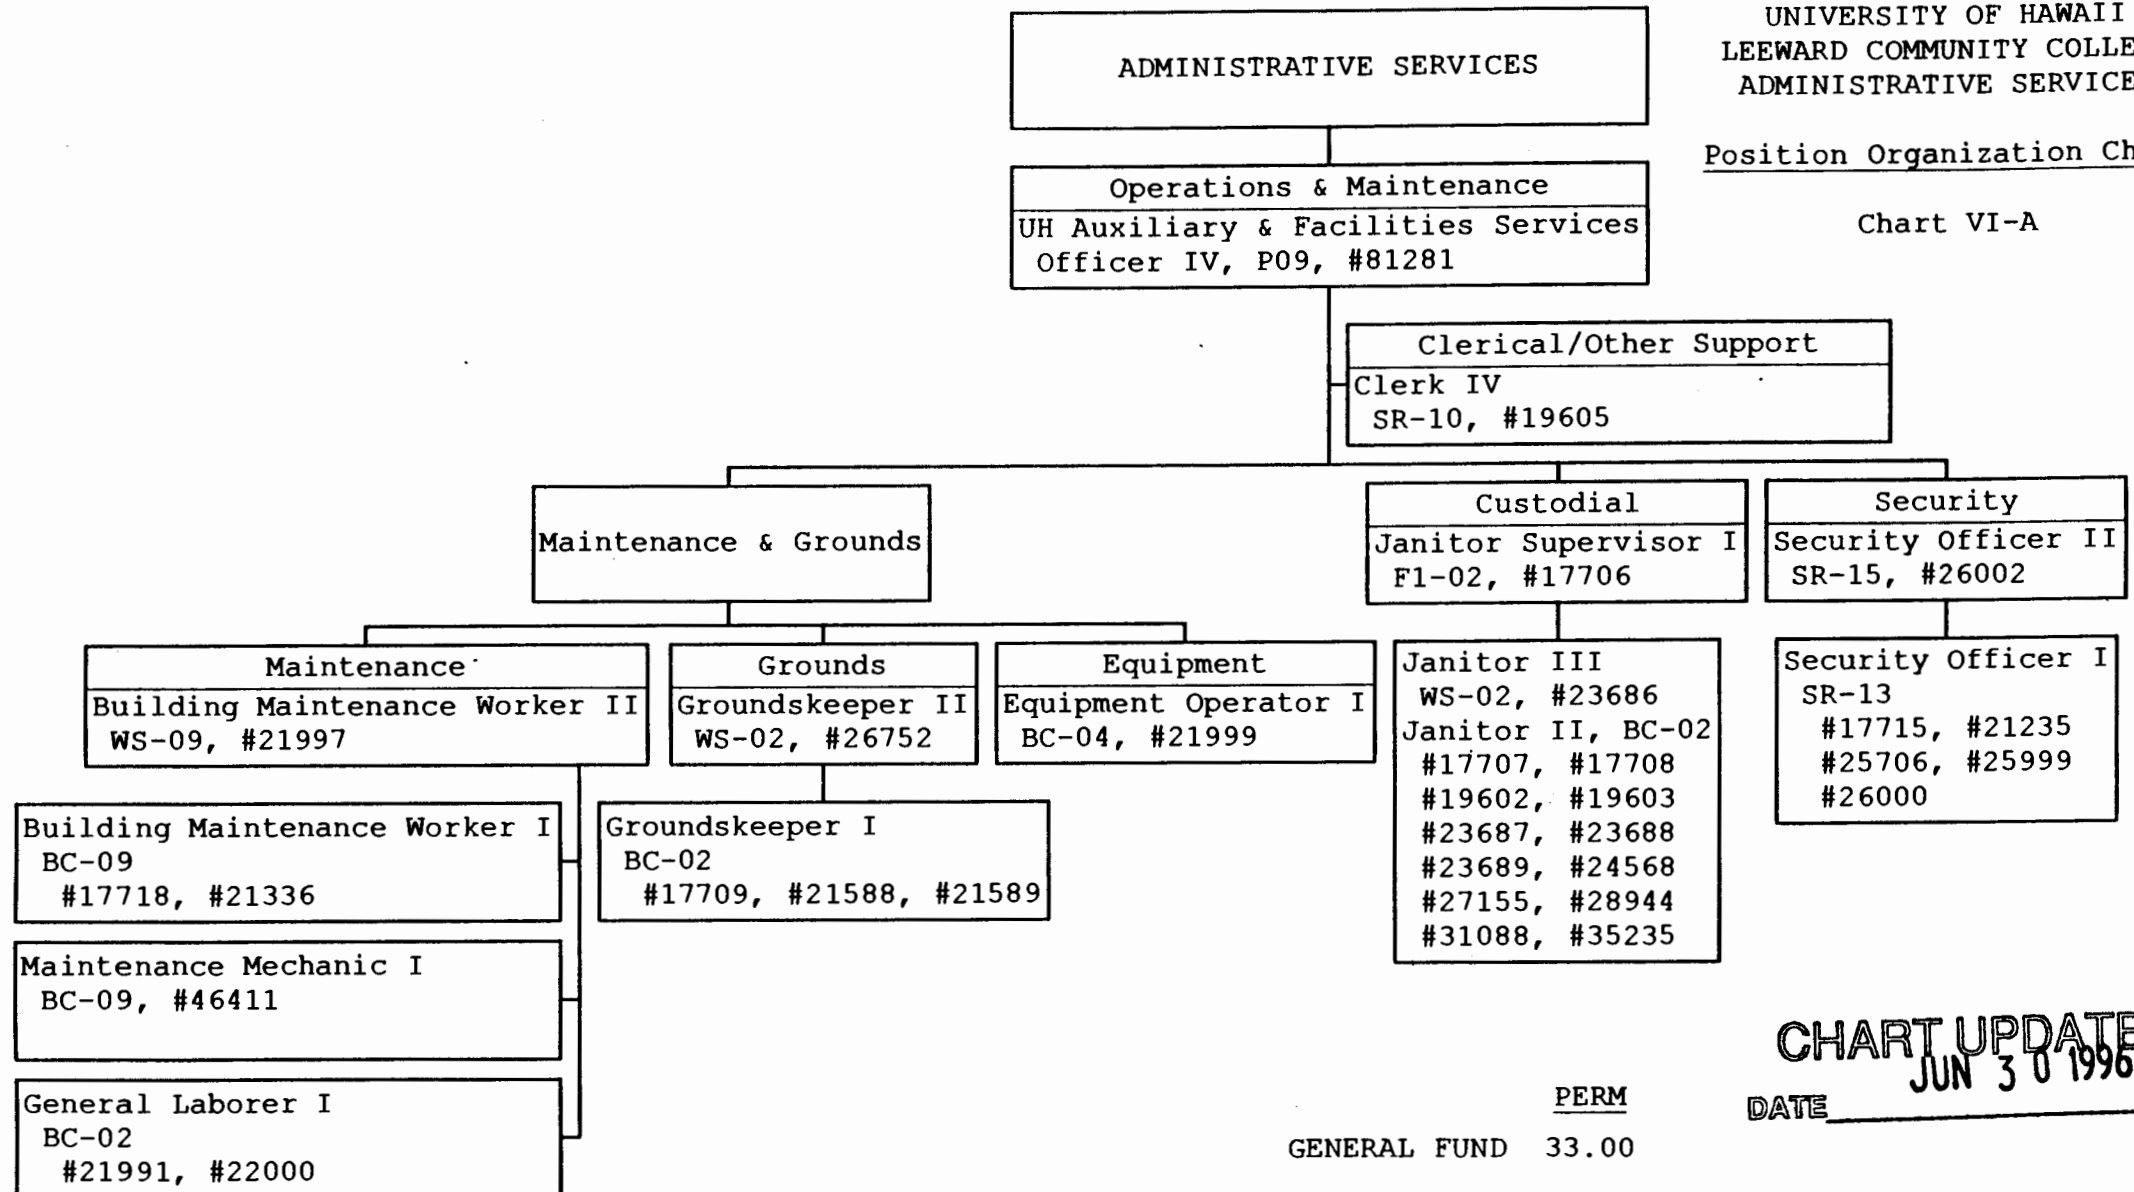 UNIVERSITY OF HAWAII
LEEWARD COMMUNITY COLLE
ADMINISTRATIVE SERVICE
Position Organization Ch
Chart VI-A
ADMINISTRATIVE SERVICES
Operations & Maintenance
UH Auxiliary & Facilities Services
Officer IV, P09, #81281
Clerical/Other Support
Clerk IV
SR-10, #19605
Maintenance & Grounds
Custodial
Janitor Supervisor I
F1-02, #17706
Security
Security Officer II
SR-15, #26002
Maintenance
Building Maintenance Worker II
WS-09, #21997
Grounds
Groundskeeper II
WS-02, #26752
Equipment
Equipment Operator I
BC-04, #21999
Janitor III
WS-02, #23686
Janitor II, BC-02
#17707, #17708
#19602, #19603
#23687, #23688
#23689, #24568
#27155, #28944
#31088, #35235
Security Officer I
SR-13
#17715, #21235
#25706, #25999
#26000
Building Maintenance Worker I
BC-09
#17718, #21336
Groundskeeper I
BC-02
#17709, #21588, #21589
Maintenance Mechanic I
BC-09, #46411
General Laborer I
BC-02
#21991, #22000
PERM
GENERAL FUND 33.00
CHART UPDATE
JUN 30 1996
DATE